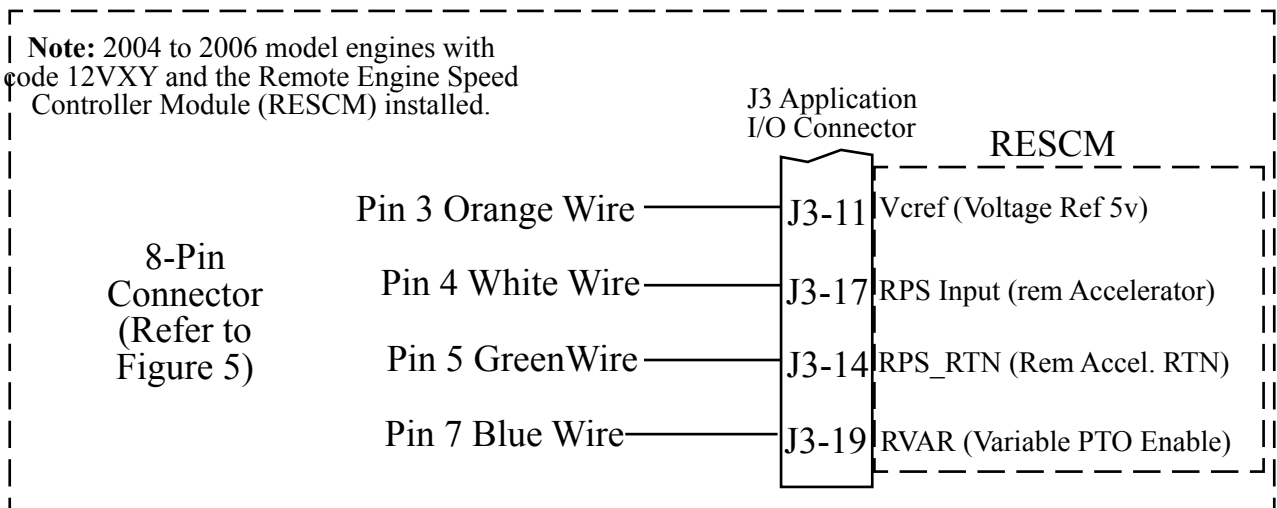 Note: 2004 to 2006 model engines with
code 12VXY and the Remote Engine Speed
Controller Module (RESCM) installed.
J3 Application
I/O Connector
RESCM
8-Pin
Connector
(Refer to
Figure 5)
Pin 3 Orange Wire J3-11 Vcref (Voltage Ref 5v)
Pin 4 White Wire J3-17 RPS Input (rem Accelerator)
Pin 5 GreenWire J3-14 RPS_RTN (Rem Accel. RTN)
Pin 7 Blue Wire J3-19 RVAR (Variable PTO Enable)